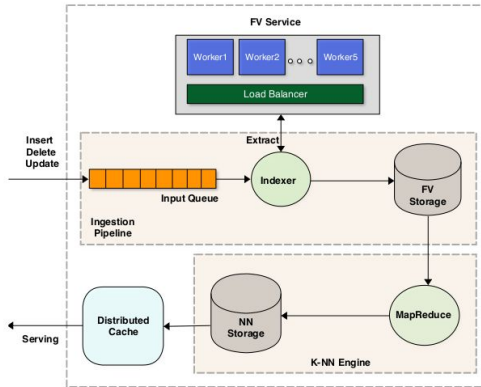 FV Service
Worker1
Worker2
Worker5
Load Balancer
Insert
Delete
Update
Extract
Indexer
Input Queue
FV
Storage
Ingestion
Pipeline
Distributed
Cache
NN
Storage
MapReduce
Serving
K-NN Engine